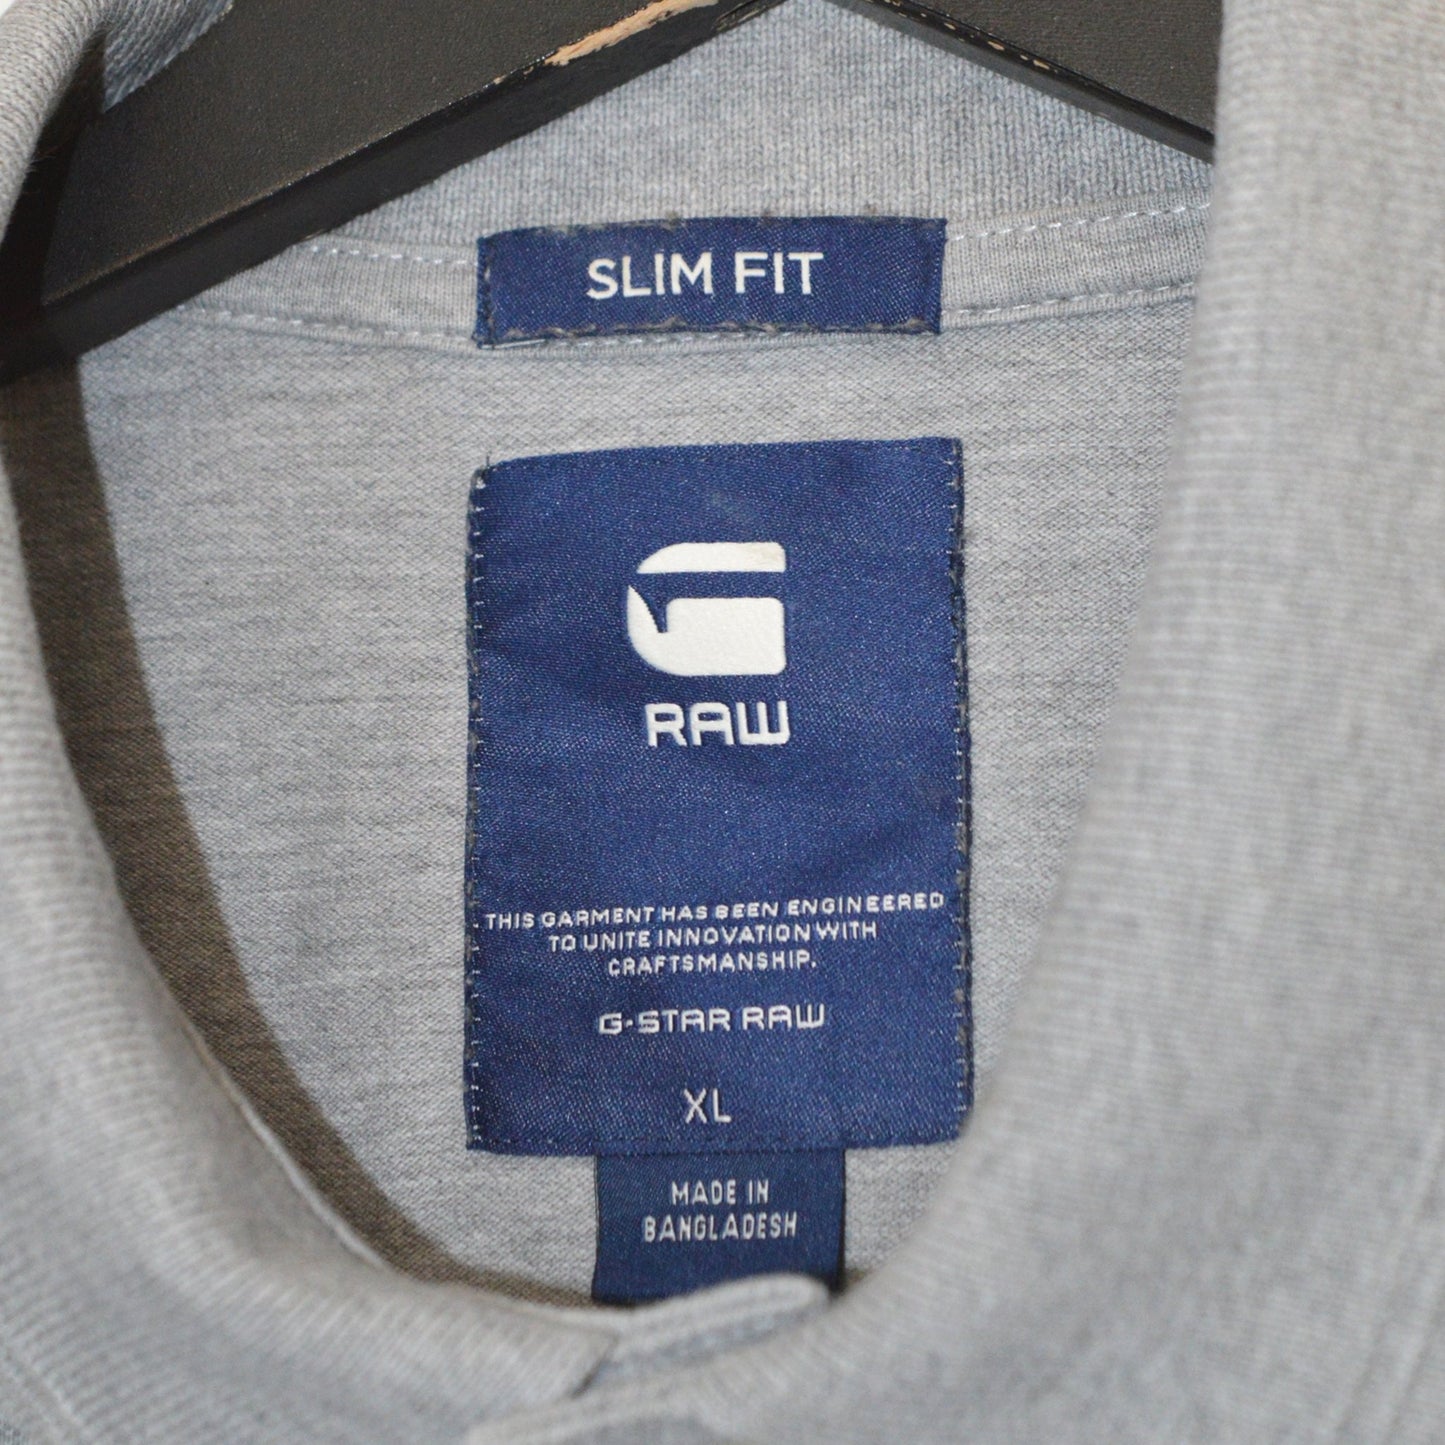 SLIM FIT
RAW
THIS GARMENT HAS BEEN ENGINEERED
TO UNITE INNOVATION WITH
CRAFTSMANSHIP.
G-STAR RAW
XL
MADE IN
BANGLADESH